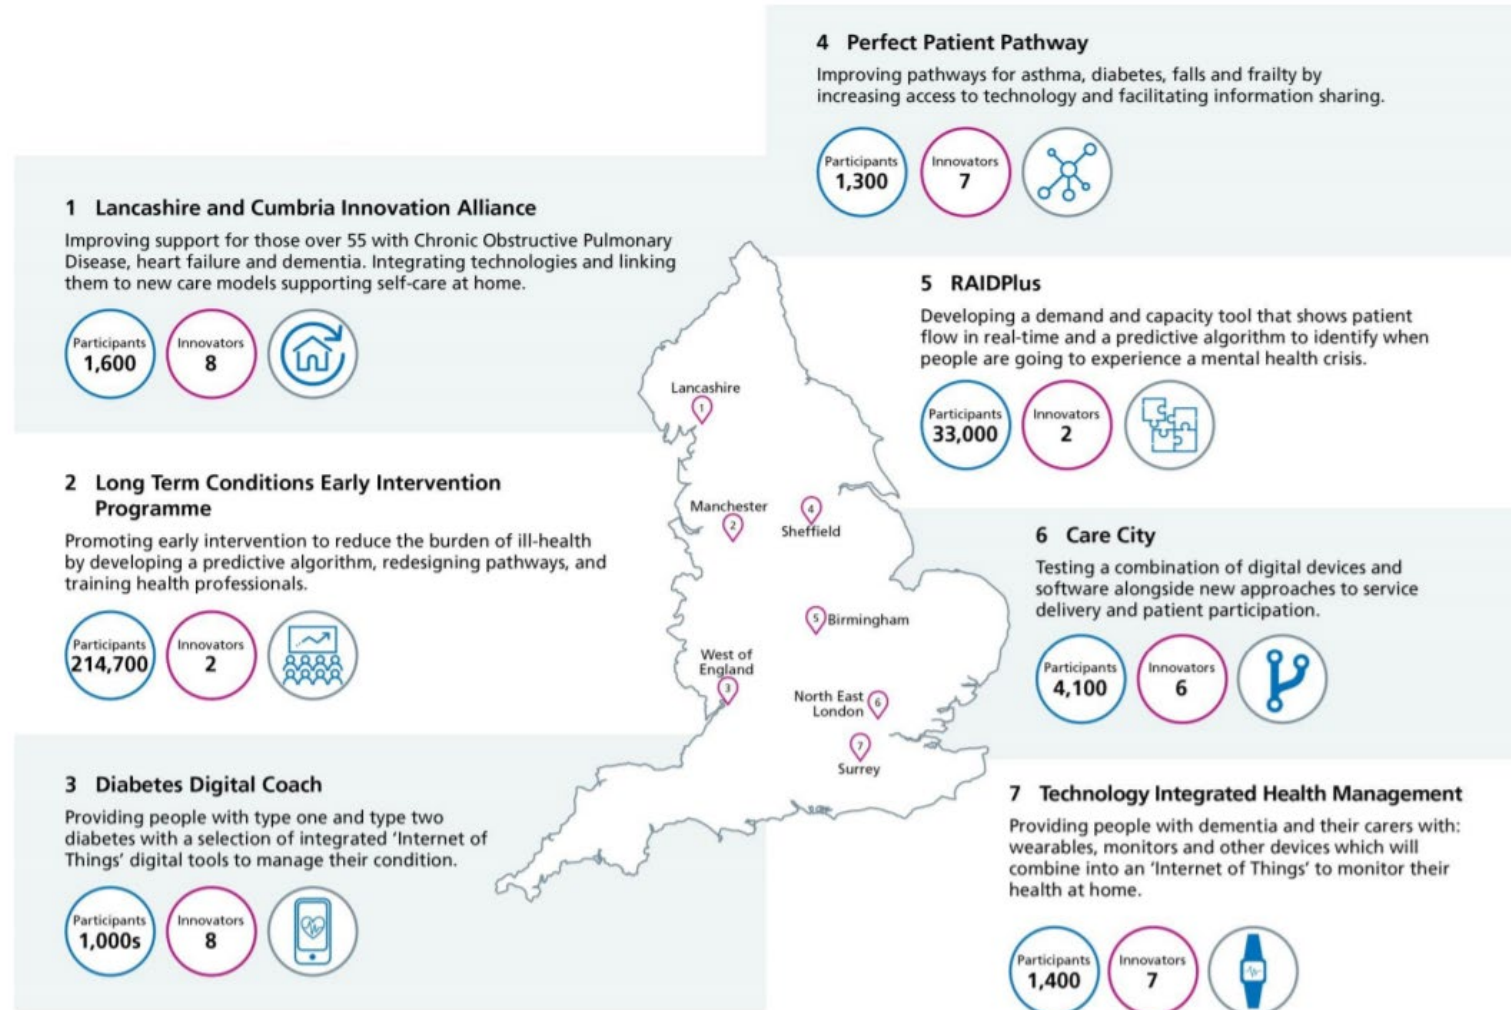 4 Perfect Patient Pathway
Improving pathways for asthma, diabetes, falls and frailty by
increasing access to technology and facilitating information sharing.
Participants
1,300
Innovators
7
1 Lancashire and Cumbria Innovation Alliance
Improving support for those over 55 with Chronic Obstructive Pulmonary
Disease, heart failure and dementia. Integrating technologies and linking
them to new care models supporting self-care at home.
Participants
1,600
Innovators
8
5 RAIDPlus
Developing a demand and capacity tool that shows patient
flow in real-time and a predictive algorithm to identify when
people are going to experience a mental health crisis.
Participants
33,000
Innovators
2
2 Long Term Conditions Early Intervention
Programme
Promoting early intervention to reduce the burden of ill-health
by developing a predictive algorithm, redesigning pathways, and
training health professionals.
Participants
214,700
Innovators
2
6 Care City
Testing a combination of digital devices and
software alongside new approaches to service
delivery and patient participation.
Participants
4,100
Innovators
6
3 Diabetes Digital Coach
Providing people with type one and type two
diabetes with a selection of integrated ‘Internet of
Things’ digital tools to manage their condition.
Participants
1,000s
Innovators
8
7 Technology Integrated Health Management
Providing people with dementia and their carers with:
wearables, monitors and other devices which will
combine into an ‘Internet of Things’ to monitor their
health at home.
Participants
1,400
Innovators
7
Lancashire
1
Manchester
2
4
Sheffield
5 Birmingham
West of
England
3
North East
London
6
7
Surrey